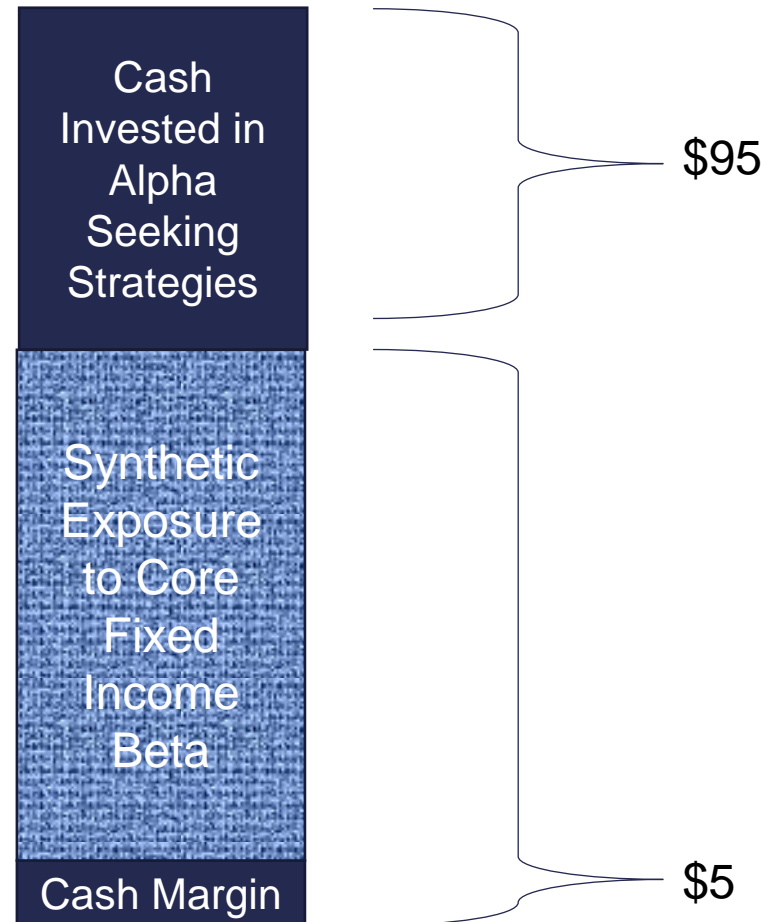 Cash
Invested in
Alpha
Seeking
Strategies
$95
Synthetic
Exposure
to Core
Fixed
Income
Beta
Cash Margin
$5